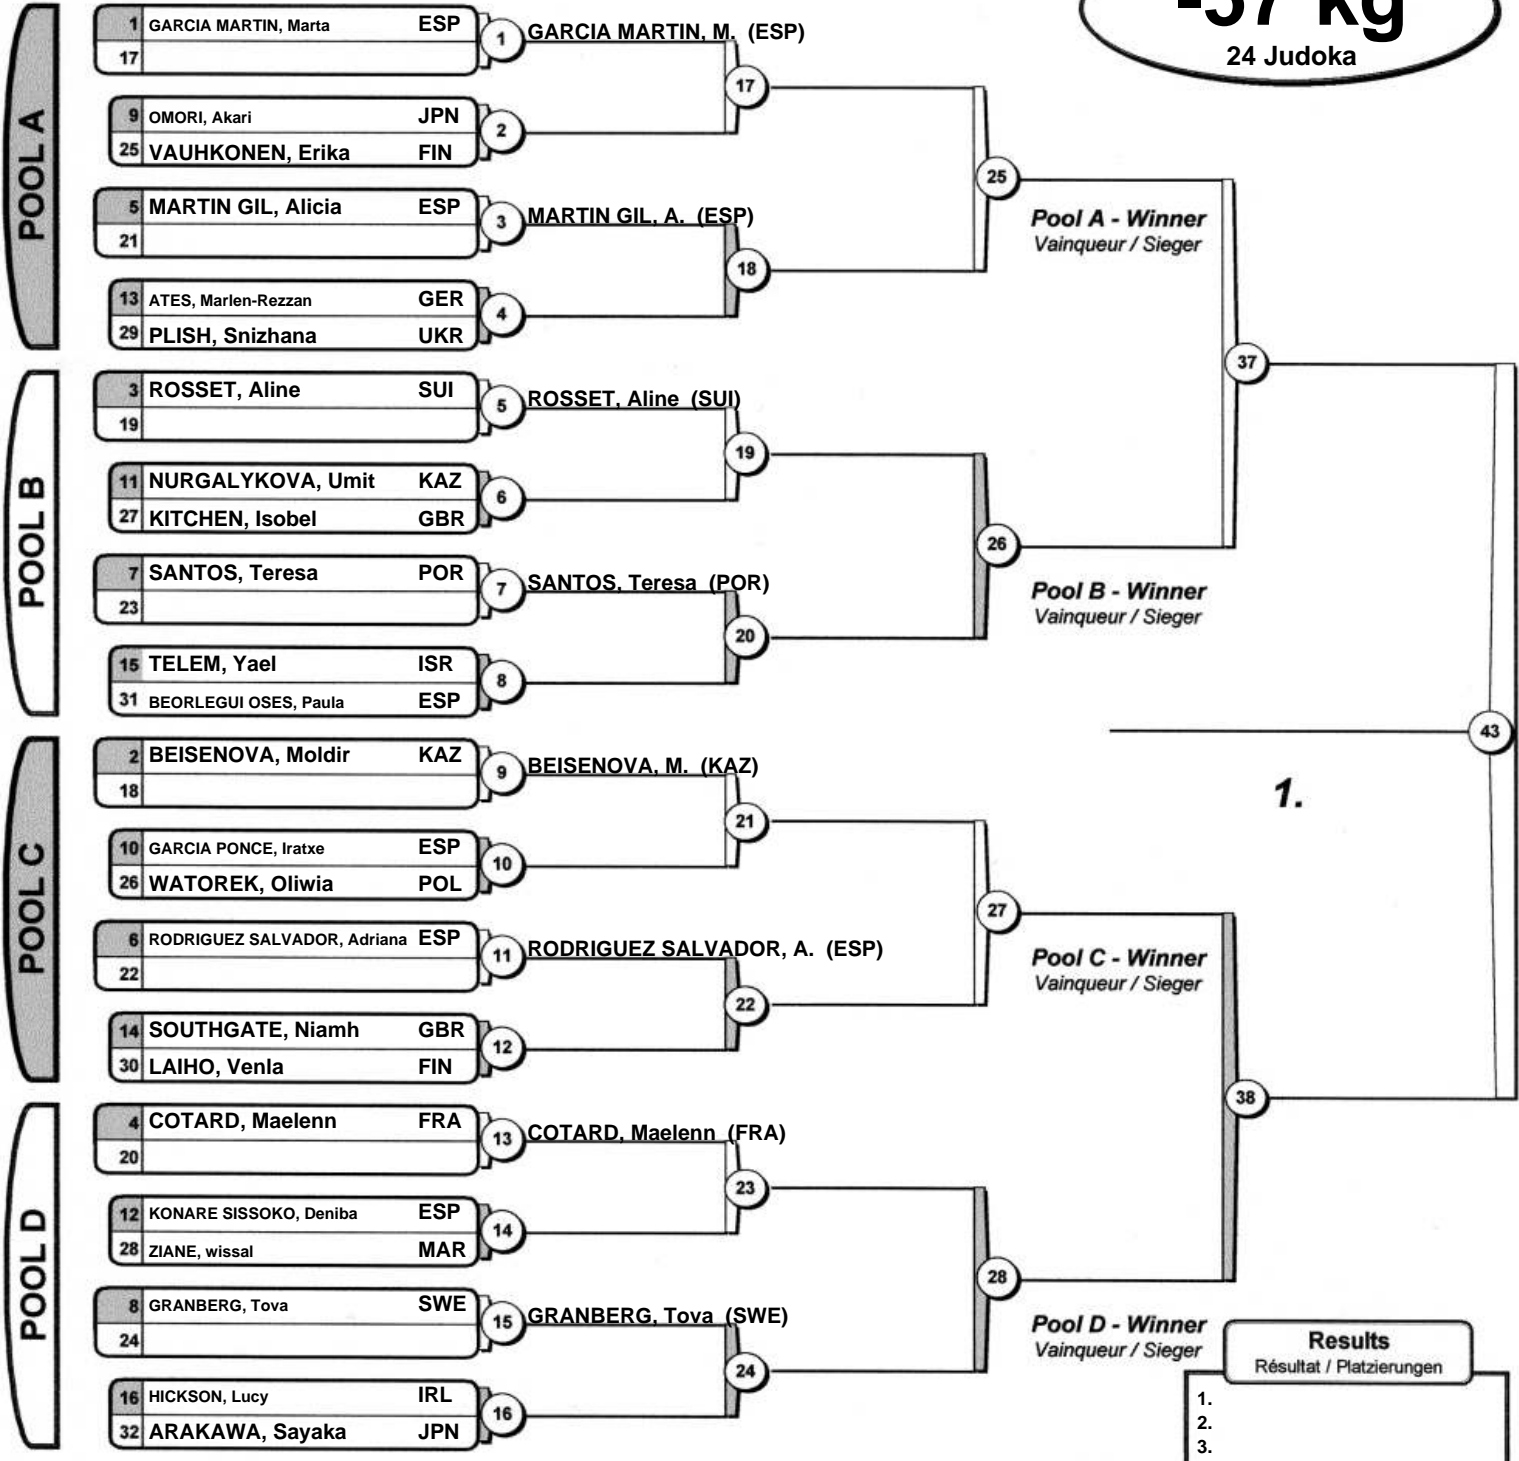 -57 kg
24 Judoka
POOL A
1 GARCIA MARTIN, Marta ESP
17
1 GARCIA MARTIN, M. (ESP)
17
9 OMORI, Akari JPN
25 VAUHKONEN, Erika FIN
2
25
5 MARTIN GIL, Alicia ESP
21
3 MARTIN GIL, A. (ESP)
Pool A - Winner
Vainqueur / Sieger
18
13 ATES, Marlen-Rezzan GER
29 PLISH, Snizhana UKR
4
37
POOL B
3 ROSSET, Aline SUI
19
5 ROSSET, Aline (SUI)
19
11 NURGALYKOVA, Umit KAZ
27 KITCHEN, Isobel GBR
6
26
7 SANTOS, Teresa POR
23
7 SANTOS, Teresa (POR)
Pool B - Winner
Vainqueur / Sieger
20
15 TELEM, Yael ISR
31 BEORLEGUI OSES, Paula ESP
8
43
1.
POOL C
2 BEISENOVA, Moldir KAZ
18
9 BEISENOVA, M. (KAZ)
21
10 GARCIA PONCE, Iratxe ESP
26 WATOREK, Oliwia POL
10
27
6 RODRIGUEZ SALVADOR, Adriana ESP
22
11 RODRIGUEZ SALVADOR, A. (ESP)
Pool C - Winner
Vainqueur / Sieger
22
14 SOUTHGATE, Niamh GBR
30 LAIHO, Venla FIN
12
38
POOL D
4 COTARD, Maelenn FRA
20
13 COTARD, Maelenn (FRA)
23
12 KONARE SISSOKO, Deniba ESP
28 ZIANE, wissal MAR
14
28
8 GRANBERG, Tova SWE
24
15 GRANBERG, Tova (SWE)
Pool D - Winner
Vainqueur / Sieger
24
16 HICKSON, Lucy IRL
32 ARAKAWA, Sayaka JPN
16
Results
Résultat / Platzierungen
1.
2.
3.